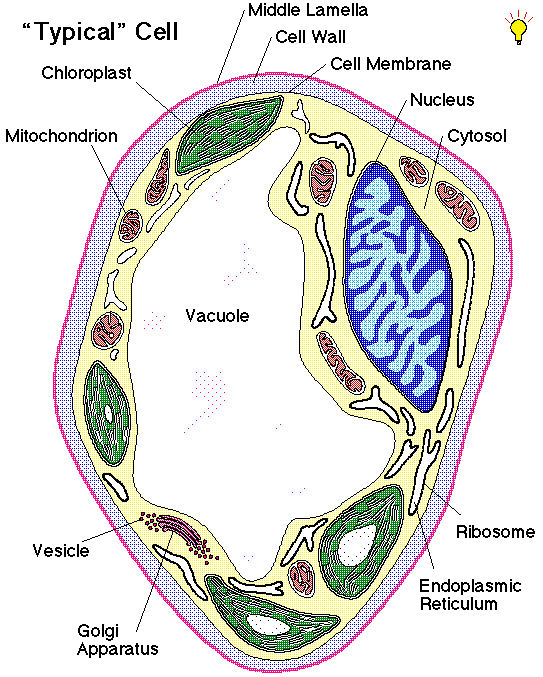 Middle Lamella
“Typical” Cell
Cell Wall
Cell Membrane
Chloroplast
Nucleus
Mitochondrion
Cytosol
Vacuole
Ribosome
Vesicle
Endoplasmic
Reticulum
Golgi
Apparatus